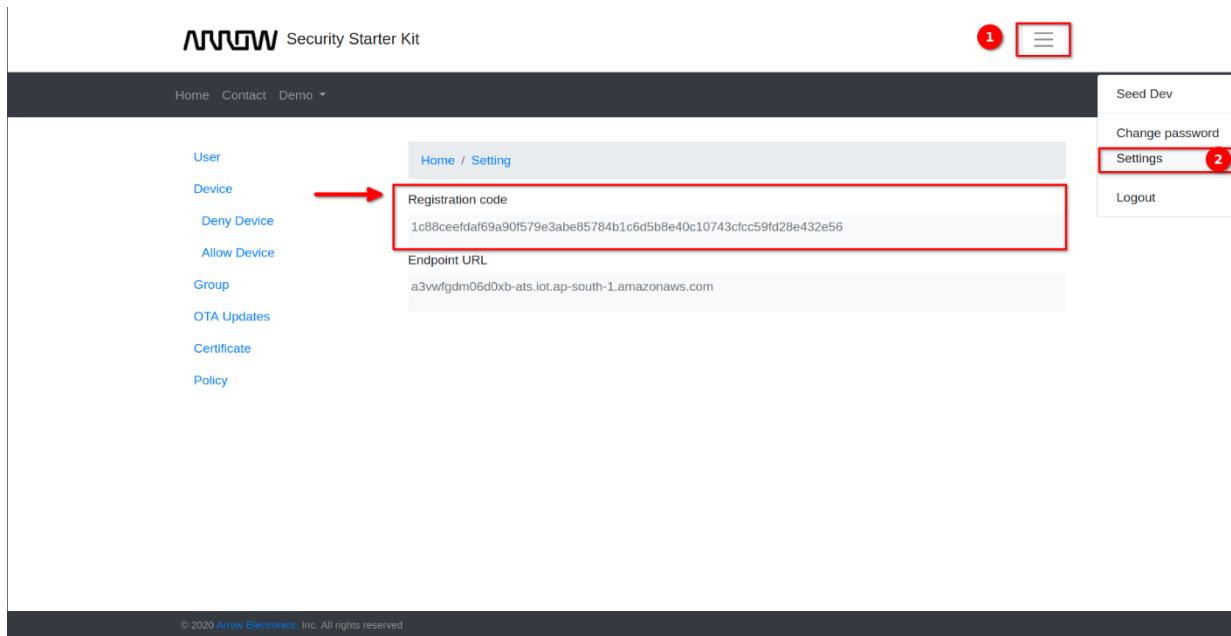 ARROW Security Starter Kit
1
Home Contact Demo
Seed Dev
Change password
Settings 2
Logout
User
Device
Deny Device
Allow Device
Group
OTA Updates
Certificate
Policy
Home / Setting
Registration code
1c88ceefdaf69a90f579e3abe85784b1c6d5b8e40c10743cfcc59fd28e432e56
Endpoint URL
a3vwfgdm06d0xb-ats.iot.ap-south-1.amazonaws.com
© 2020 Arrow Electronics, Inc. All rights reserved